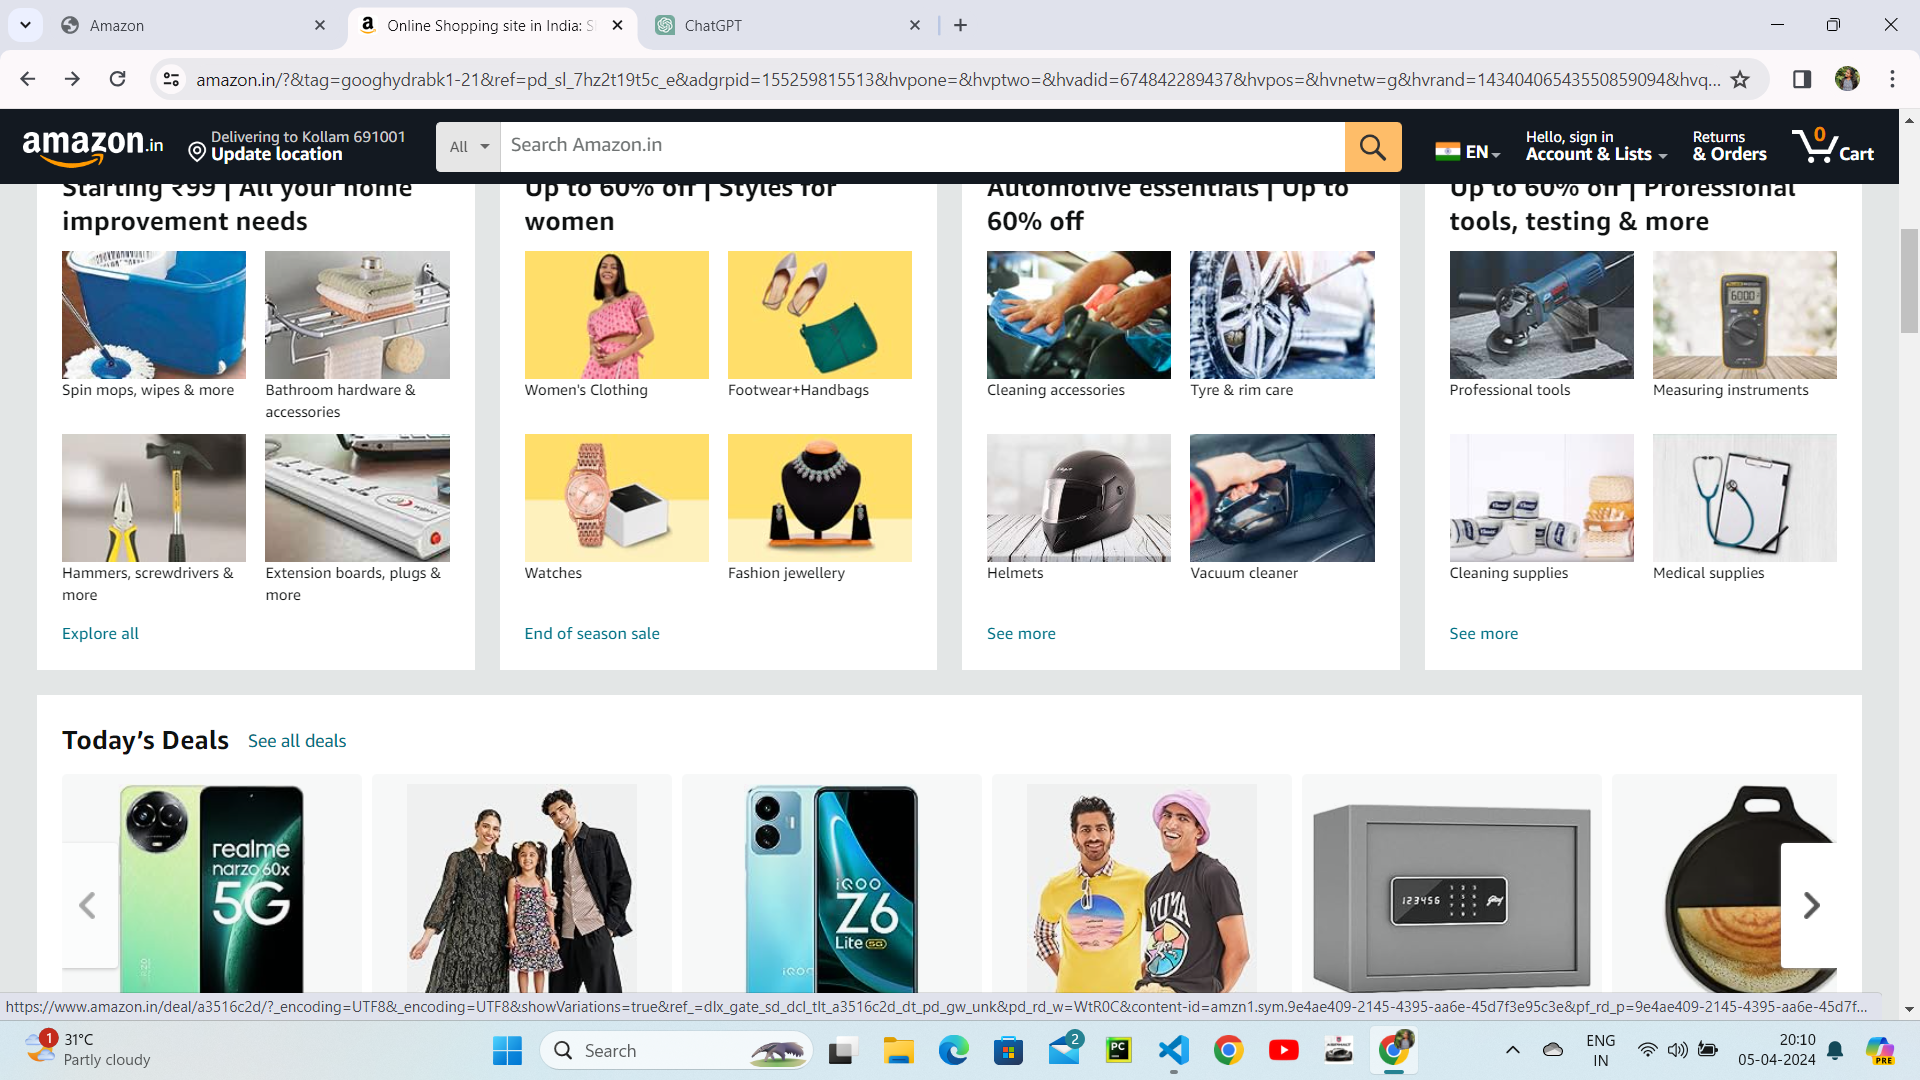 Amazon
Online Shopping site in India: S
ChatGPT
amazon.in/?&tag=googhydrabk1-21&ref=pd_sl_7hz2t19t5c_e&adgrpid=155259815513&hvpone=&hvptwo=&hvadid=674842289437&hvpos=&hvnetw=g&hvrand=14340406543550859094&hvq...
amazon.in
Delivering to Kollam 691001
Update location
All
Search Amazon.in
EN
Hello, sign in
Account & Lists
Returns
& Orders
0
Cart
Starting ₹99 | All your home
improvement needs
Spin mops, wipes & more
Bathroom hardware &
accessories
Hammers, screwdrivers &
more
Extension boards, plugs &
more
Explore all
Up to 60% off | Styles for
women
Women's Clothing
Footwear+Handbags
Watches
Fashion jewellery
End of season sale
Automotive essentials | Up to
60% off
Cleaning accessories
Tyre & rim care
Helmets
Vacuum cleaner
See more
Up to 60% off | Professional
tools, testing & more
6000
Professional tools
Measuring instruments
Cleaning supplies
Medical supplies
See more
Today's Deals
See all deals
realme
narzo 60x
5G
iQOO
Z6
Lite 5G
iQOO
PUMA
123456
https://www.amazon.in/deal/a3516c2d/?_encoding=UTF8&_encoding=UTF8&showVariations=true&ref_=dlx_gate_sd_dcl_tlt_a3516c2d_dt_pd_gw_unk&pd_rd_w=WtR0C&content-id=amzn1.sym.9e4ae409-2145-4395-aa6e-45d7f3e95c3e&pf_rd_p=9e4ae409-2145-4395-aa6e-45d7f...
1
31°C
Partly cloudy
Search
2
PC
ENG
IN
20:10
05-04-2024
PRE